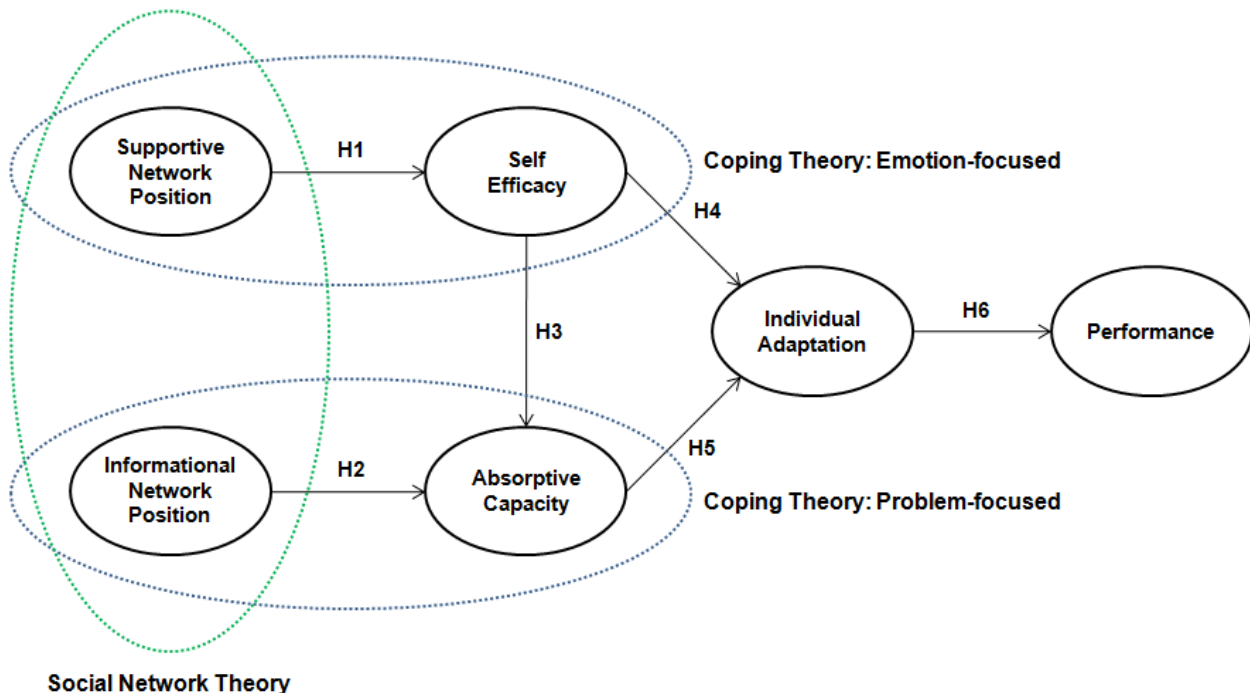 Supportive
Network
Position
H1
Self
Efficacy
Coping Theory: Emotion-focused
H4
H3
Individual
Adaptation
H6
Performance
Informational
Network
Position
H2
Absorptive
Capacity
H5
Coping Theory: Problem-focused
Social Network Theory